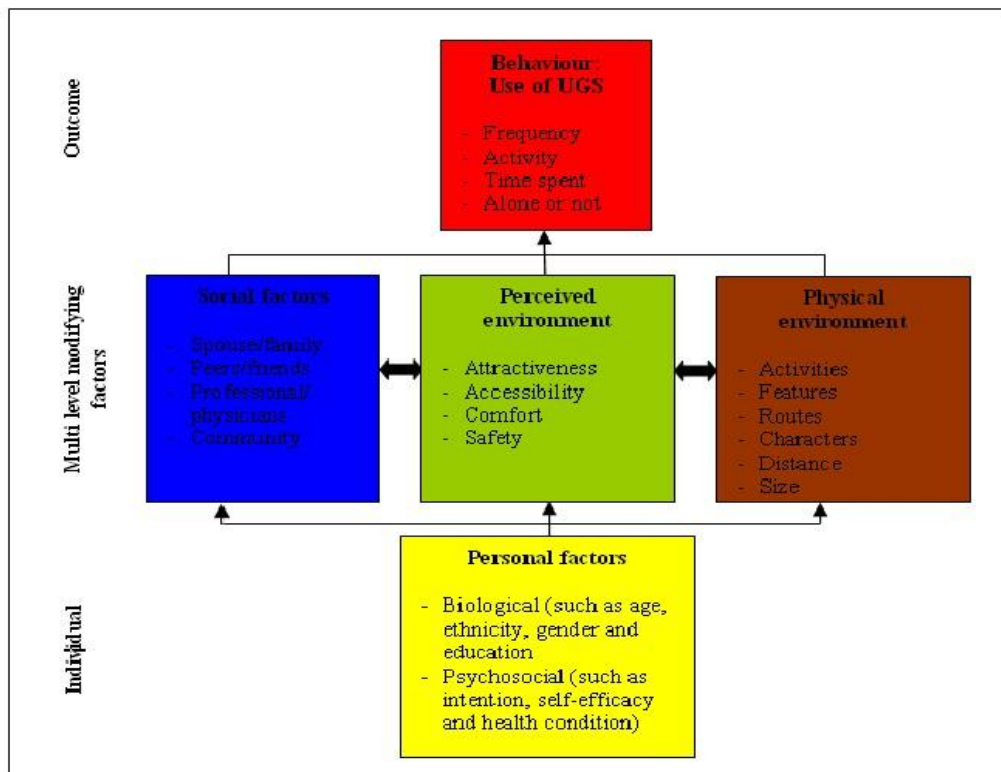 Outcome
Behaviour:
Use of UGS
- Frequency
- Activity
- Time spent
- Alone or not
Multi level modifying
factors
Social factors
- Spouse/family
- Peers/friends
- Professional/
physicians
- Community
Perceived
environment
- Attractiveness
- Accessibility
- Comfort
- Safety
Physical
environment
- Activities
- Features
- Routes
- Characters
- Distance
- Size
Individual
Personal factors
- Biological (such as age,
ethnicity, gender and
education
- Psychosocial (such as
intention, self-efficacy
and health condition)